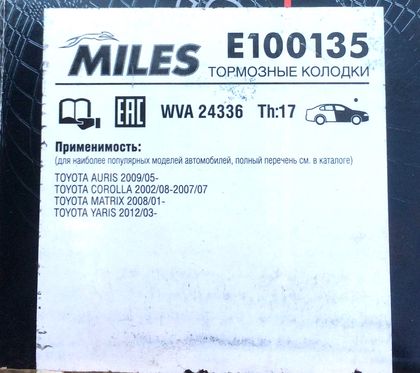 MILES
E100135
ТОРМОЗНЫЕ КОЛОДКИ
EAC WVA 24336 Th:17
Применимость:
(для наиболее популярных моделей автомобилей, полный перечень см. в каталоге)
TOYOTA AURIS 2009/05-
TOYOTA COROLLA 2002/08-2007/07
TOYOTA MATRIX 2008/01-
TOYOTA YARIS 2012/03-